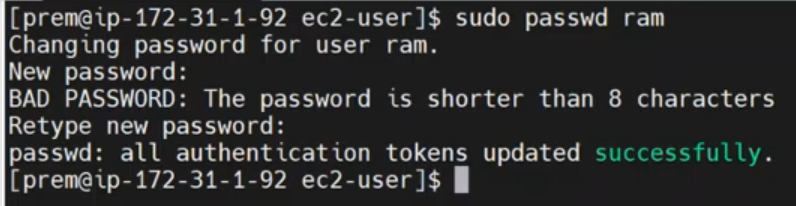 [prem@ip-172-31-1-92 ec2-user]$ sudo passwd ram
Changing password for user ram.
New password:
BAD PASSWORD: The password is shorter than 8 characters
Retype new password:
passwd: all authentication tokens updated successfully.
[prem@ip-172-31-1-92 ec2-user]$